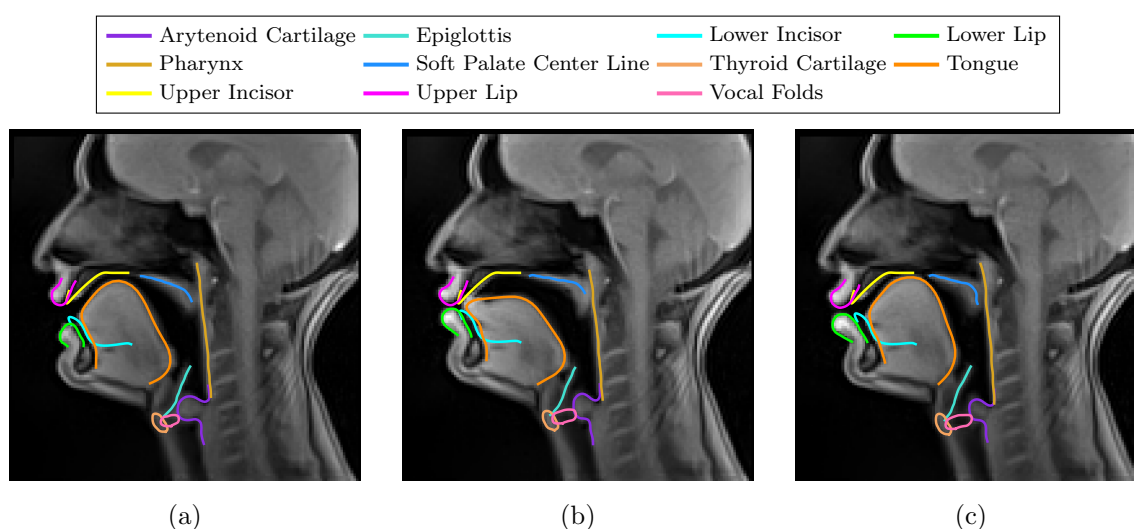 Arytenoid Cartilage Epiglottis Lower Incisor Lower Lip
Pharynx Soft Palate Center Line Thyroid Cartilage Tongue
Upper Incisor Upper Lip Vocal Folds
(a) (b) (c)